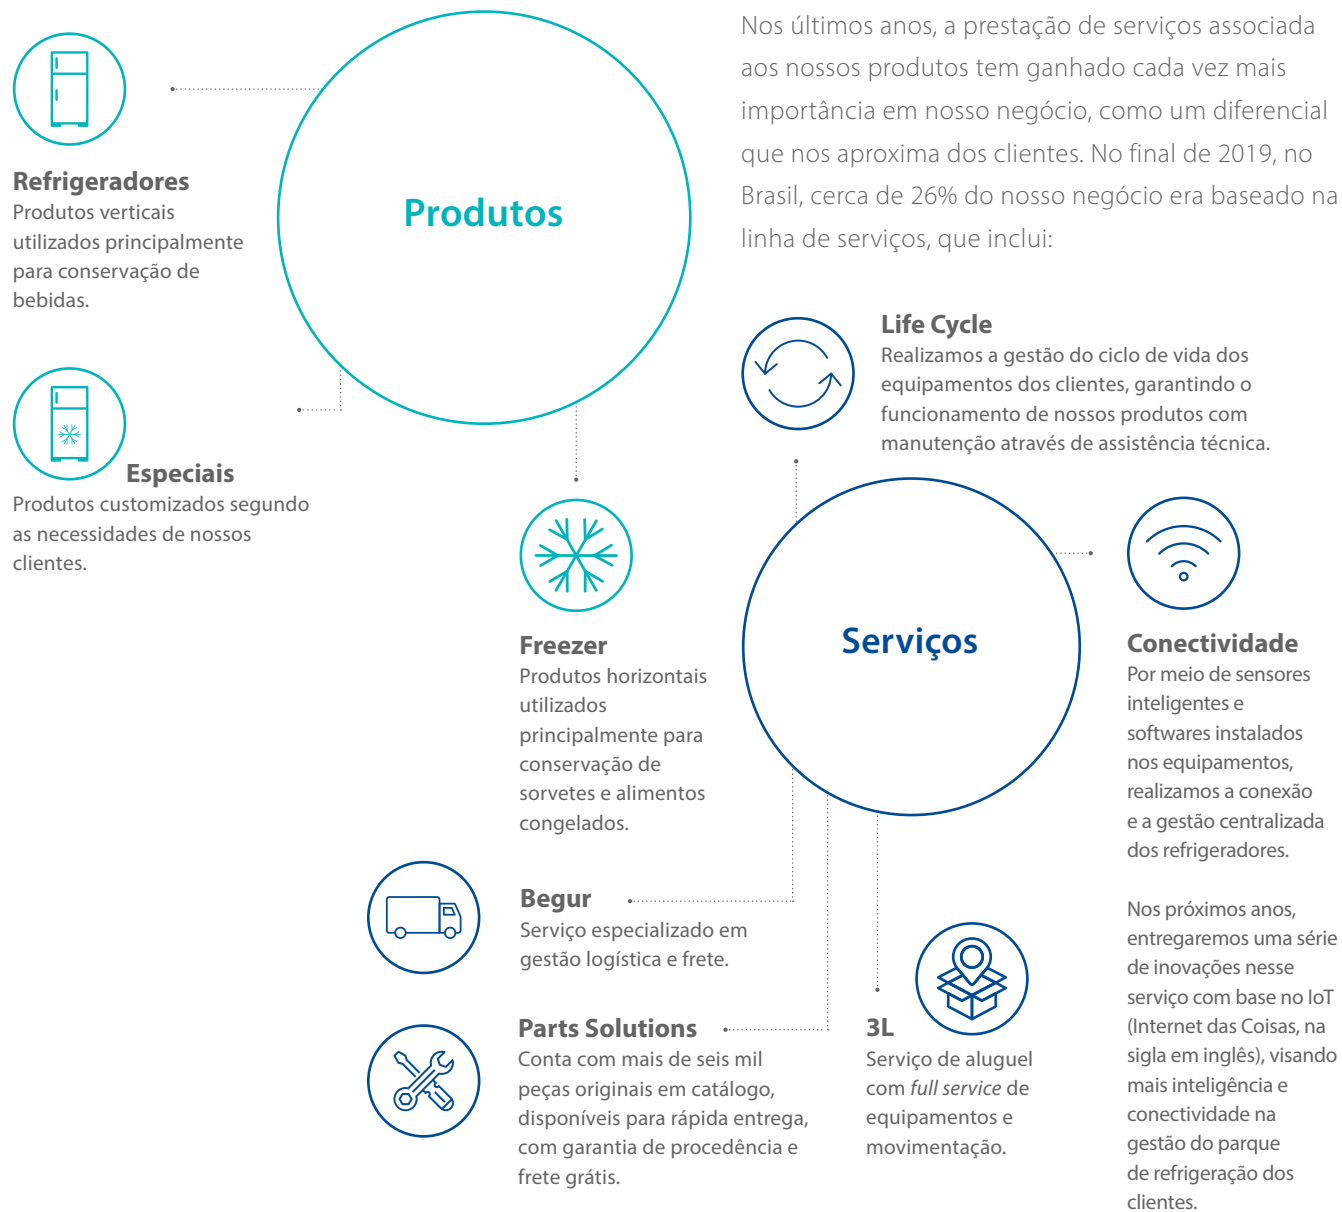 Nos últimos anos, a prestação de serviços associada
aos nossos produtos tem ganhado cada vez mais
importância em nosso negócio, como um diferencial
que nos aproxima dos clientes. No final de 2019, no
Brasil, cerca de 26% do nosso negócio era baseado na
linha de serviços, que inclui:
Produtos
Refrigeradores
Produtos verticais
utilizados principalmente
para conservação de
bebidas.
Especiais
Produtos customizados segundo
as necessidades de nossos
clientes.
Freezer
Produtos horizontais
utilizados
principalmente para
conservação de
sorvetes e alimentos
congelados.
Life Cycle
Realizamos a gestão do ciclo de vida dos
equipamentos dos clientes, garantindo o
funcionamento de nossos produtos com
manutenção através de assistência técnica.
Serviços
Conectividade
Por meio de sensores
inteligentes e
softwares instalados
nos equipamentos,
realizamos a conexão
e a gestão centralizada
dos refrigeradores.
Nos próximos anos,
entregaremos uma série
de inovações nesse
serviço com base no IoT
(Internet das Coisas, na
sigla em inglês), visando
mais inteligência e
conectividade na
gestão do parque
de refrigeração dos
clientes.
Begur
Serviço especializado em
gestão logística e frete.
Parts Solutions
Conta com mais de seis mil
peças originais em catálogo,
disponíveis para rápida entrega,
com garantia de procedência e
frete grátis.
3L
Serviço de aluguel
com full service de
equipamentos e
movimentação.